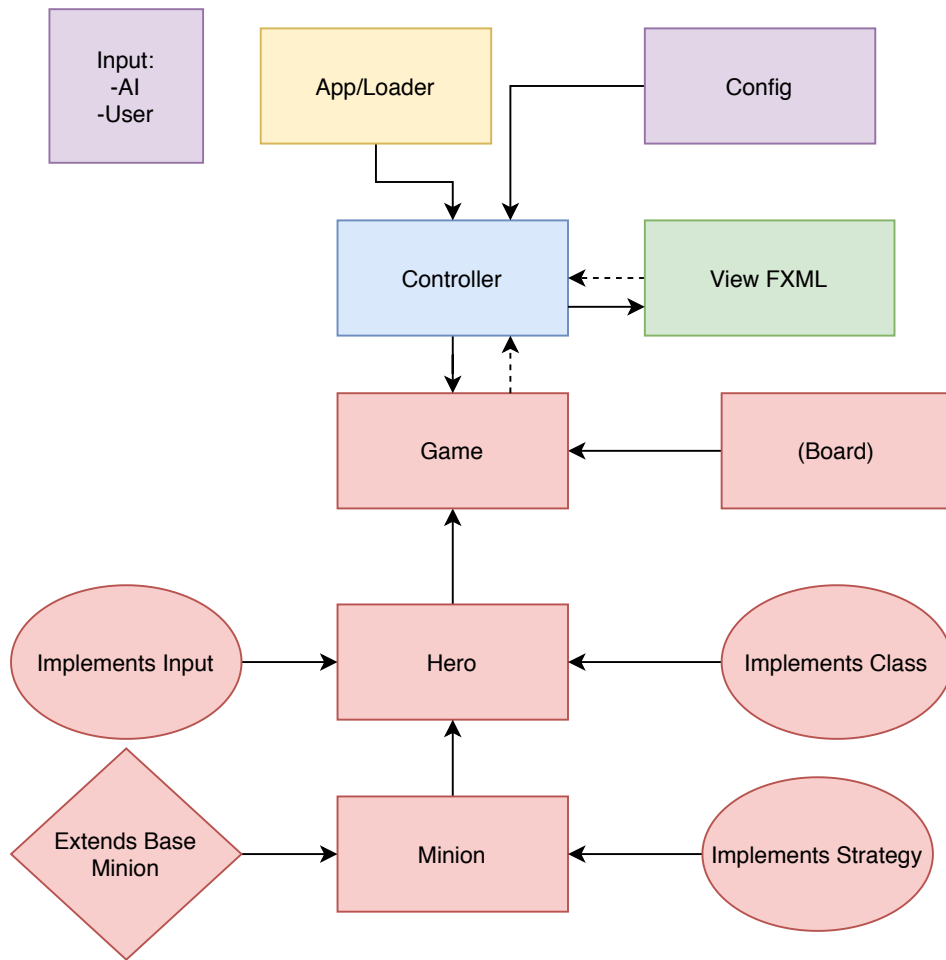 Input:
-AI
-User
App/Loader
Config
Controller
View FXML
Game
(Board)
Implements Input
Hero
Implements Class
Extends Base
Minion
Minion
Implements Strategy